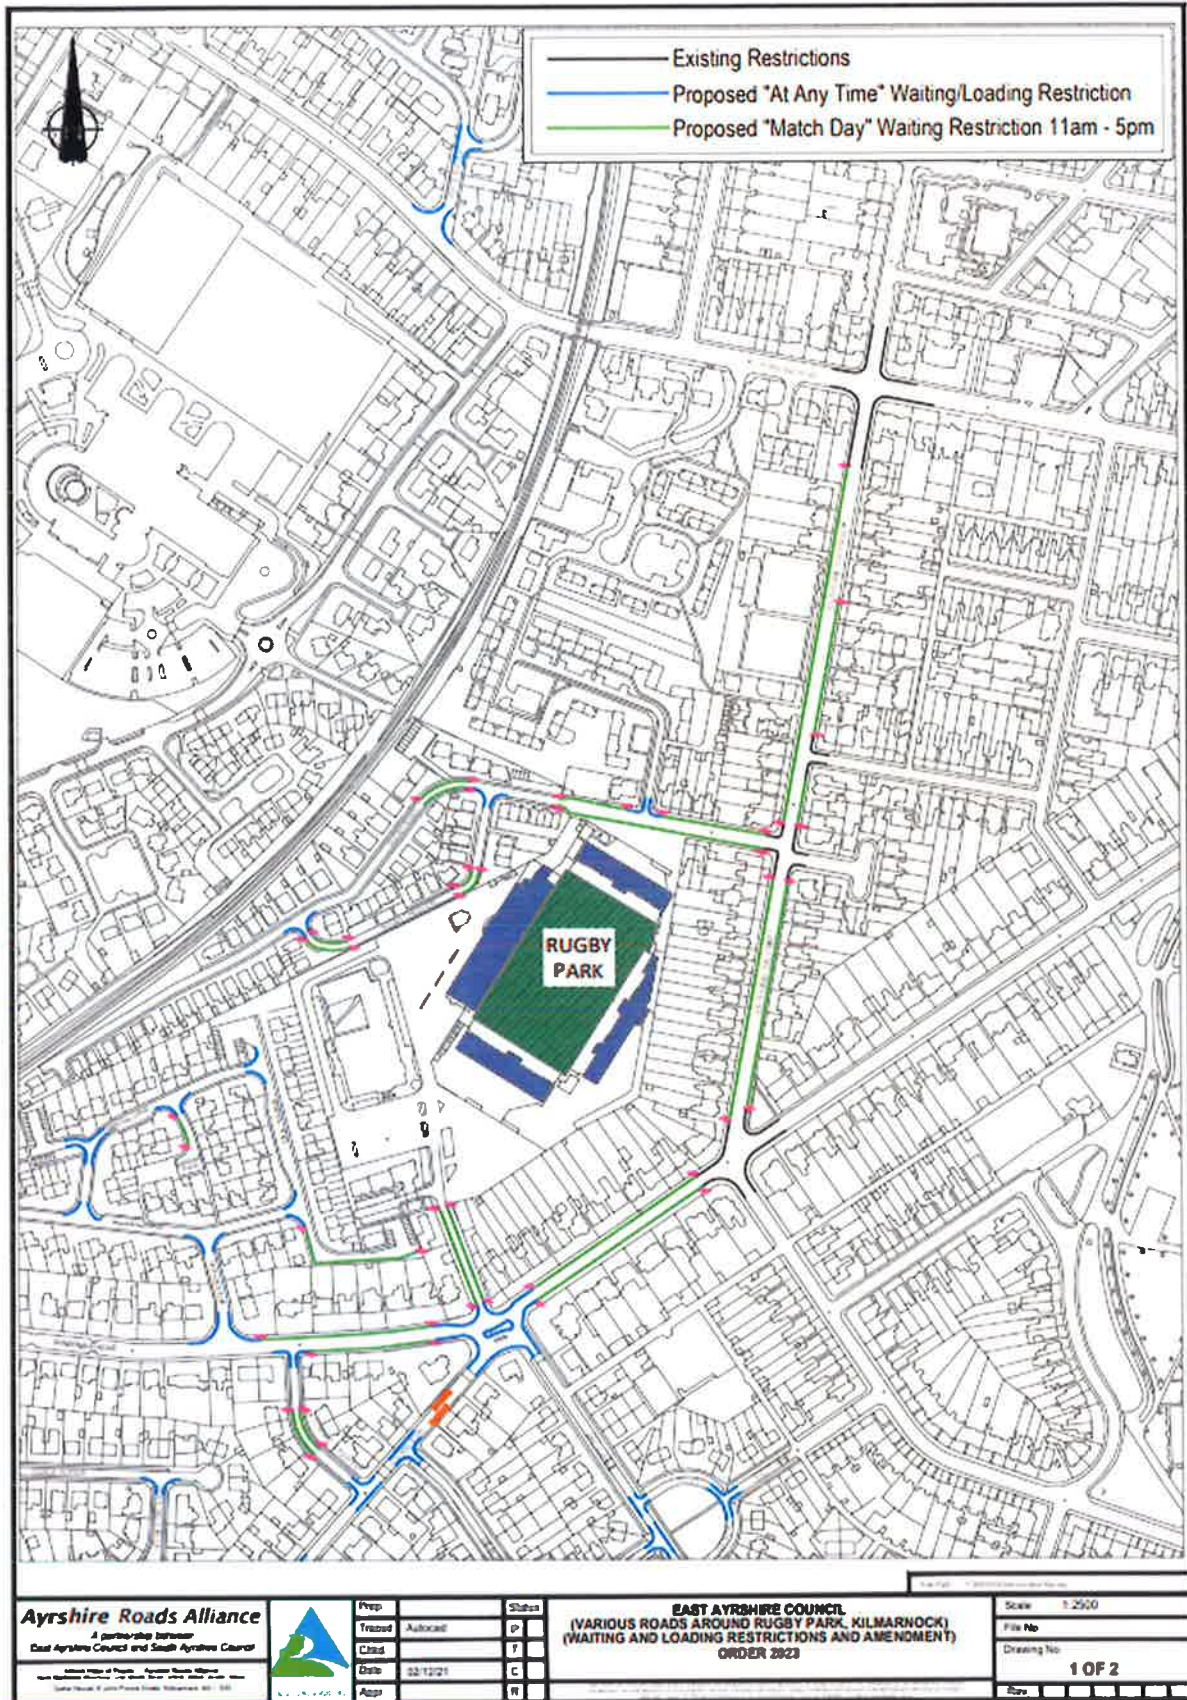 Existing Restrictions
Proposed "At Any Time" Waiting/Loading Restriction
Proposed "Match Day" Waiting Restriction 11am - 5pm
RUGBY
PARK
Ayrshire Roads Alliance
A partnership between
East Ayrshire Council and South Ayrshire Council
Prep
Traced Autocad
Chkd
Date 02/12/21
Appr
Status
P
T
C
R
EAST AYRSHIRE COUNCIL
(VARIOUS ROADS AROUND RUGBY PARK, KILMARNOCK)
(WAITING AND LOADING RESTRICTIONS AND AMENDMENT)
ORDER 2023
Scale 1:2500
File No
Drawing No
1 OF 2
Rev